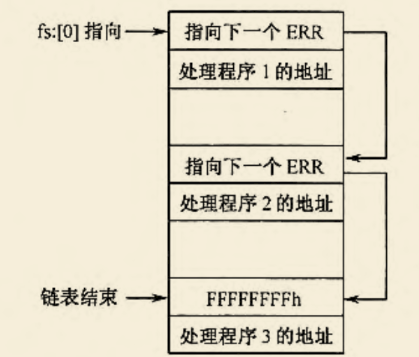 fs:[0] 指向
指向下一个 ERR
处理程序 1 的地址
指向下一个 ERR
处理程序 2 的地址
链表结束
FFFFFFFFh
处理程序 3 的地址